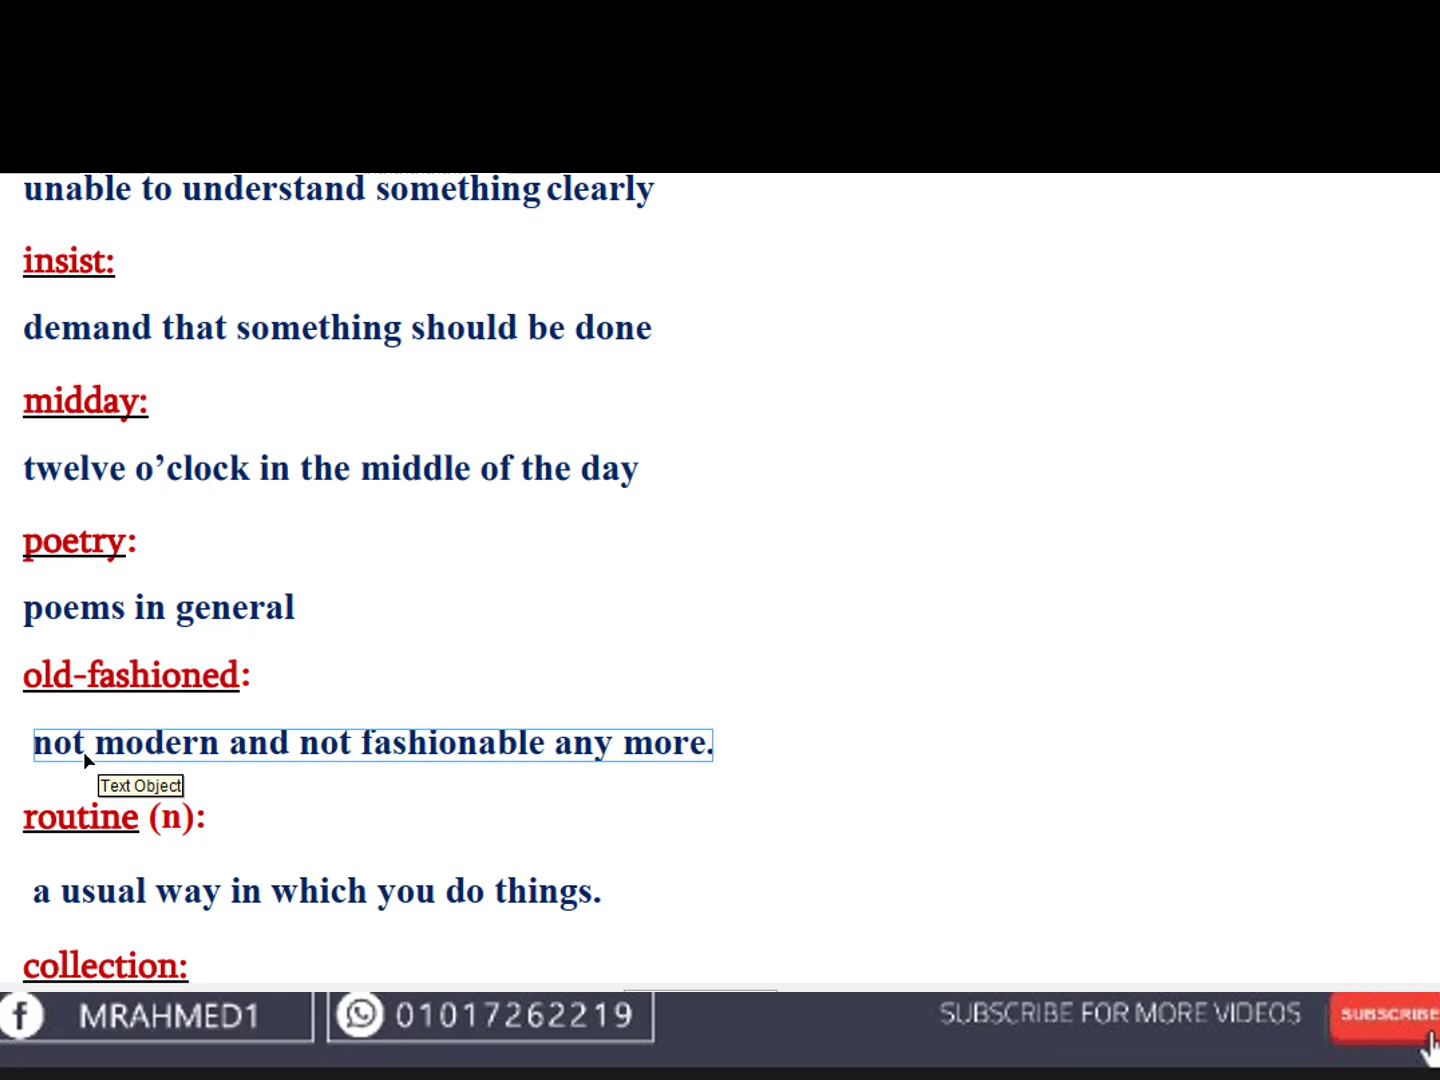 unable to understand something clearly
insist:
demand that something should be done
midday:
twelve o’clock in the middle of the day
poetry:
poems in general
old-fashioned:
not modern and not fashionable any more.
Text Object
routine (n):
a usual way in which you do things.
collection:
MRAHMED1 01017262219 SUBSCRIBE FOR MORE VIDEOS SUBSCRIBE